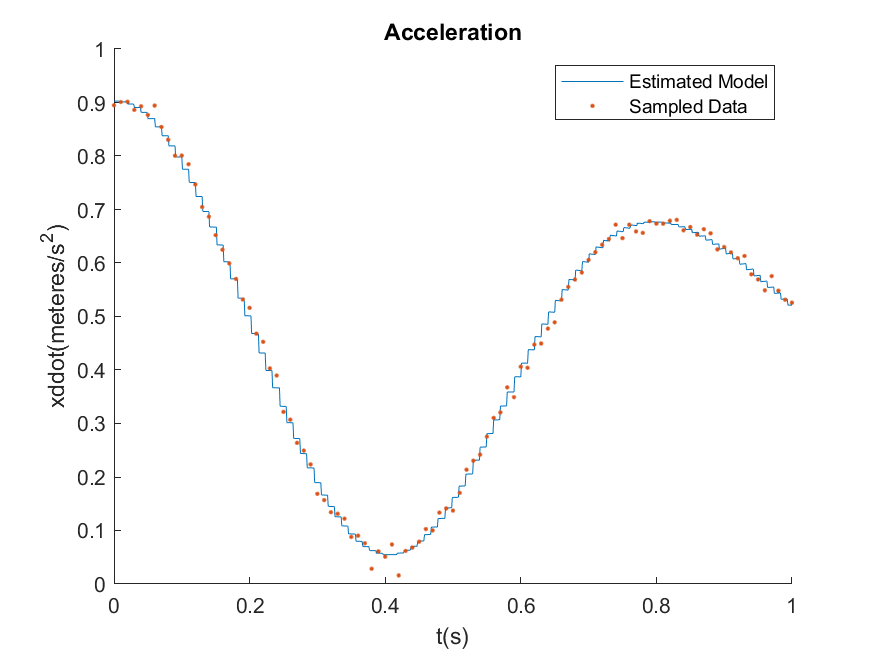 Acceleration
1
0.9
0.8
0.7
0.6
0.5
0.4
0.3
0.2
0.1
0
xddot(meteres/s²)
Estimated Model
Sampled Data
0 0.2 0.4 0.6 0.8 1
t(s)